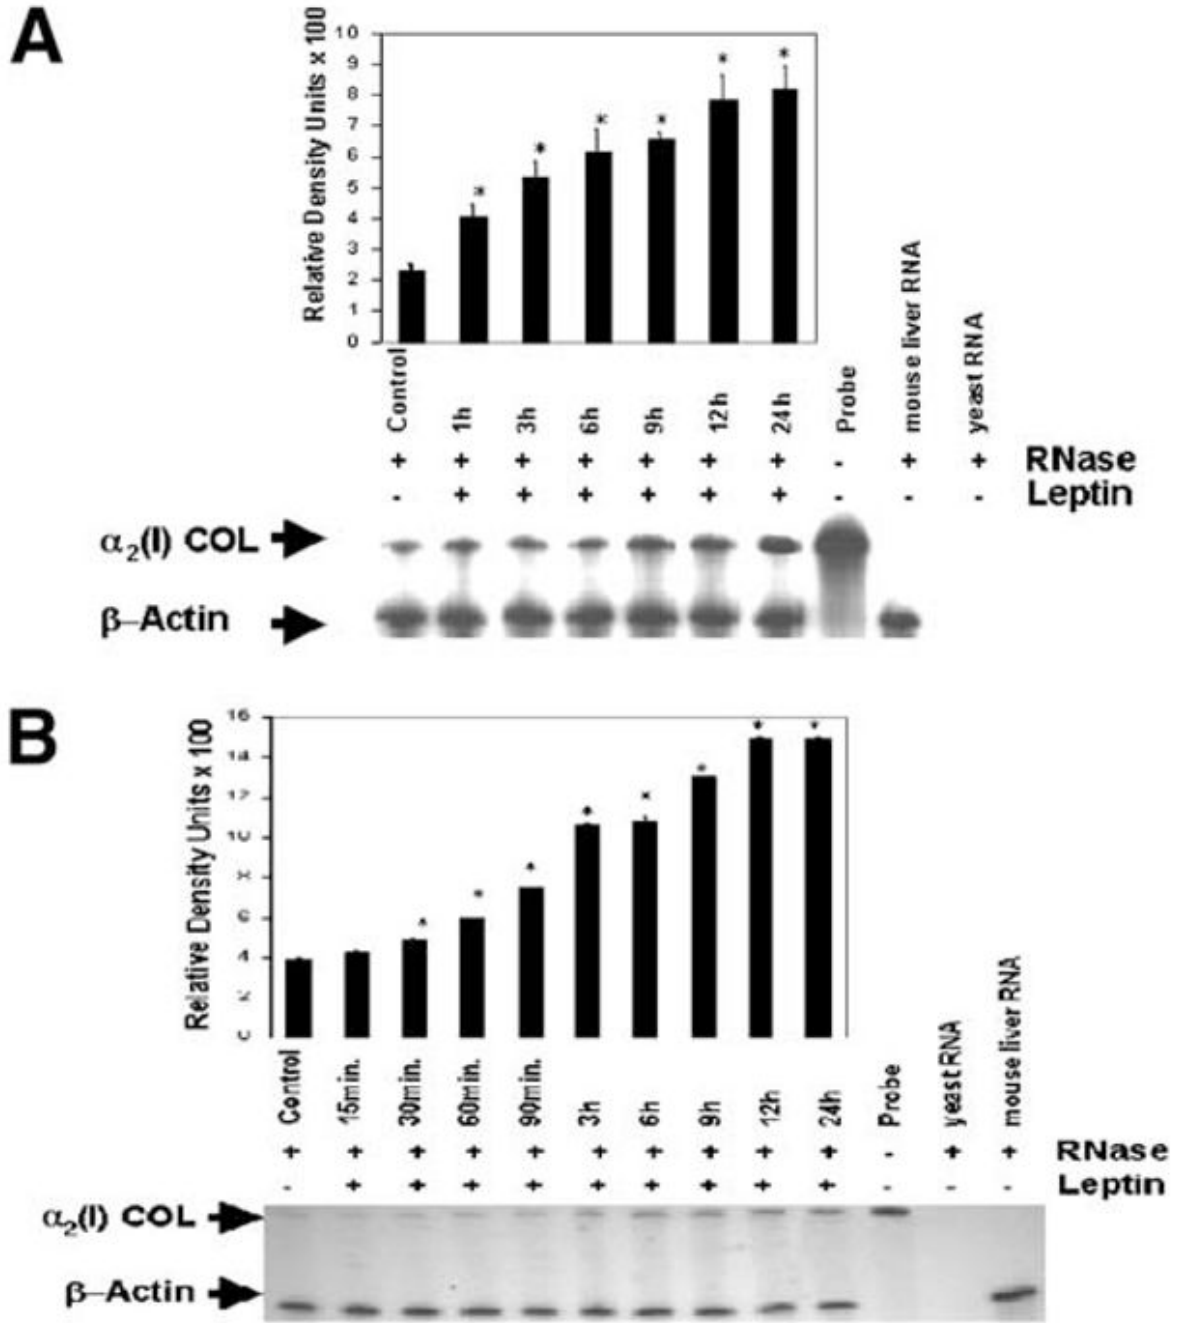 A
Relative Density Units x 100
10
9
8
7
6
5
4
3
2
1
0
* * * * * * *
Control 1h 3h 6h 9h 12h 24h Probe mouse liver RNA yeast RNA
+ + + + + + + - + + RNase
- + + + + + + - - - Leptin
α2(I) COL
β–Actin
B
Relative Density Units x 100
16
14
12
10
6
4
* * * * * * * *
Control 15min. 30min. 60min. 90min. 3h 6h 9h 12h 24h Probe yeast RNA mouse liver RNA
+ + + + + + + + + + - + + RNase
- + + + + + + + + + - - - Leptin
α2(I) COL
β–Actin